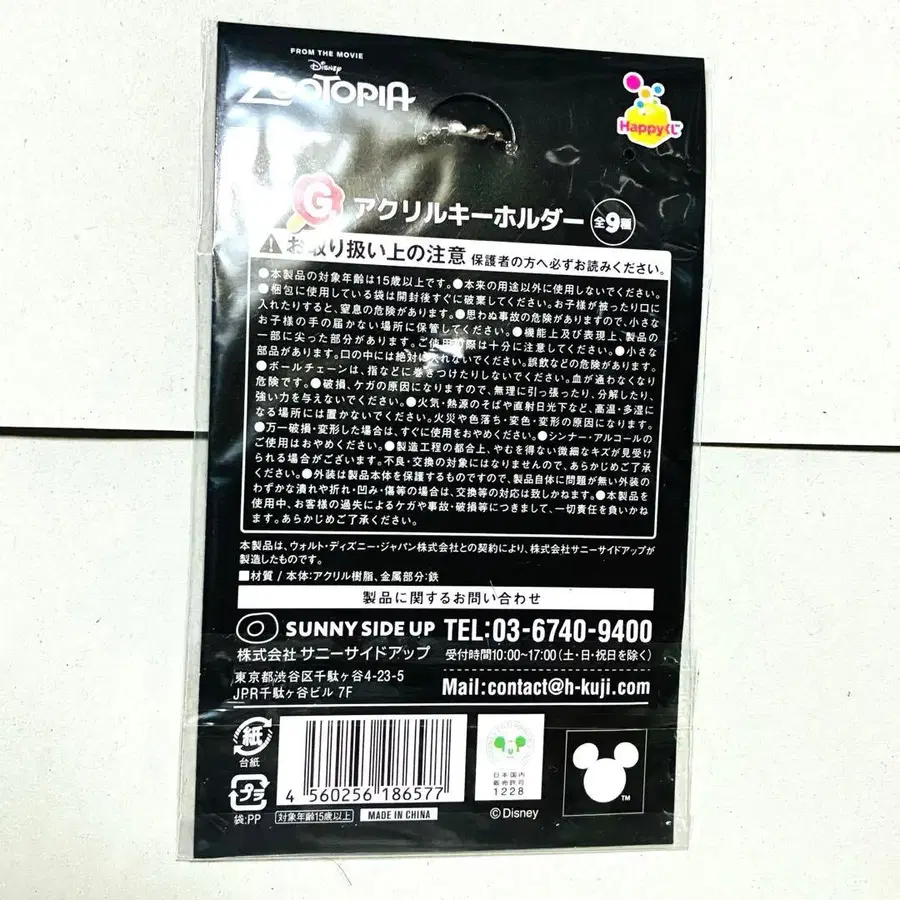 FROM THE MOVIE
Disney
ZOOTOPIA
Happyくじ
G アクリルキーホルダー 全9種
お取り扱い上の注意 保護者の方へ必ずお読みください。
●本製品の対象年齢は15歳以上です。●本来の用途以外に使用しないでください。
●梱包に使用している袋は開封後すぐに破棄してください。お子様が被ったり口に
入れたりすると、窒息の危険があります。●思わぬ事故の危険がありますので、小さな
お子様の手の届かない場所に保管してください。●機能上及び表現上、製品の
一部に尖った部分があります。ご使用の際は十分に注意してください。●小さな
部品があります。口の中には絶対に入れないでください。誤飲などの危険があります。
●ボールチェーンは、指などに巻きつけたりしないでください。血が通わなくなり
危険です。●破損、ケガの原因になりますので、無理に引っ張ったり、分解したり、
強い力を与えないでください。●火気・熱源のそばや直射日光下など、高温・多湿に
なる場所には置かないでください。火災や色落ち・変色・変形の原因になります。
●万一破損・変形した場合は、すぐに使用をおやめください。●シンナー・アルコールの
ご使用はおやめください。●製造工程の都合上、やむを得ない微細なキズが見受け
られる場合がございます。不良・交換の対象にはなりませんので、あらかじめご了承
ください。●外装は製品本体を保護するものですので、製品自体に問題が無い外装の
わずかな潰れや折れ・凹み・傷等の場合は、交換等の対応は致しかねます。●本製品を
使用中、お客様の過失によるケガや事故・破損等につきまして、一切責任を負いかね
ます。あらかじめご了承ください。
本製品は、ウォルト・ディズニー・ジャパン株式会社との契約により、株式会社サニーサイドアップが
製造したものです。
■材質 / 本体:アクリル樹脂、金属部分:鉄
製品に関するお問い合わせ
SUNNY SIDE UP TEL:03-6740-9400
株式会社 サニーサイドアップ 受付時間10:00~17:00(土・日・祝日を除く)
東京都渋谷区千駄ヶ谷4-23-5
JPR千駄ヶ谷ビル 7F
Mail:contact@h-kuji.com
紙
台紙
プラ
袋:PP
4 560256 186577
対象年齢15歳以上
MADE IN CHINA
日本国内
販売許可
1228
©Disney
TM